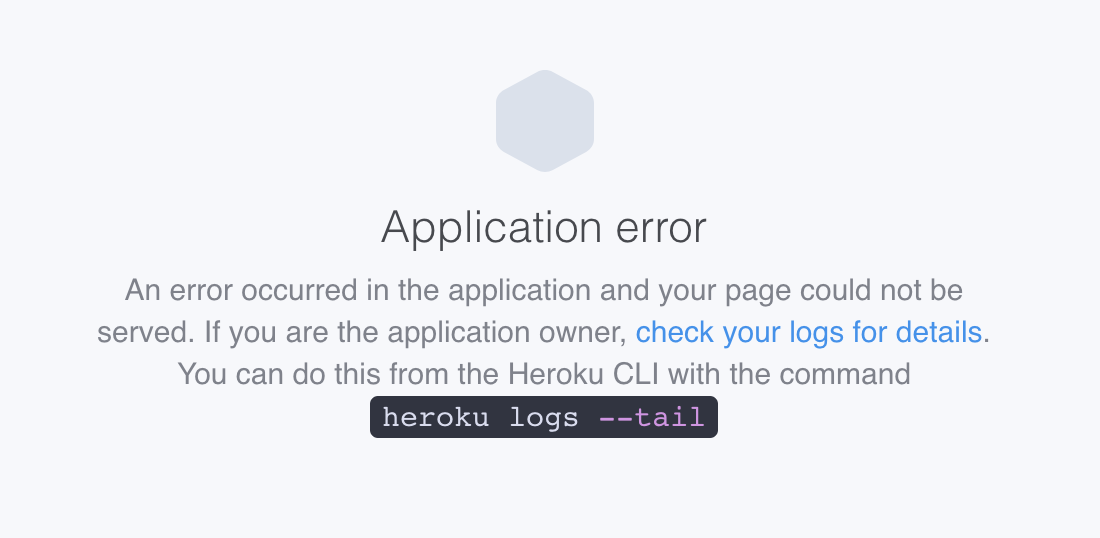 Application error
An error occurred in the application and your page could not be
served. If you are the application owner, check your logs for details.
You can do this from the Heroku CLI with the command
heroku logs --tail